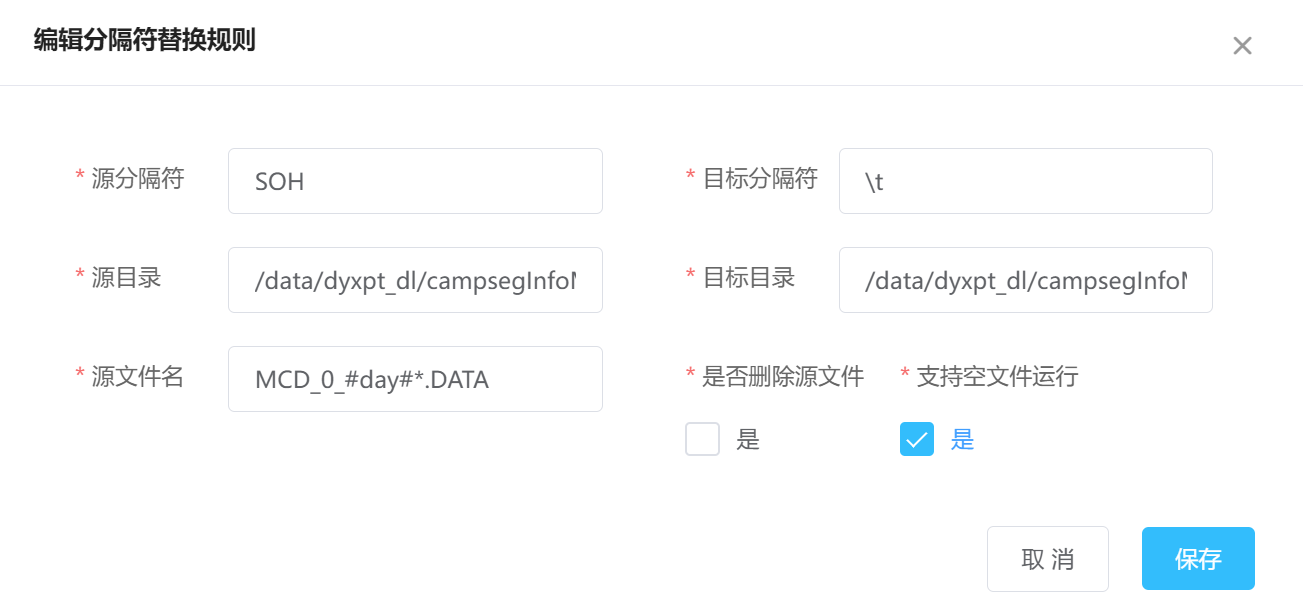 编辑分隔符替换规则
* 源分隔符 SOH * 目标分隔符 \t
* 源目录 /data/dyxpt_dl/campsegInfo * 目标目录 /data/dyxpt_dl/campsegInfo
* 源文件名 MCD_0_#day#*.DATA * 是否删除源文件 * 支持空文件运行
是 是
取 消 保存